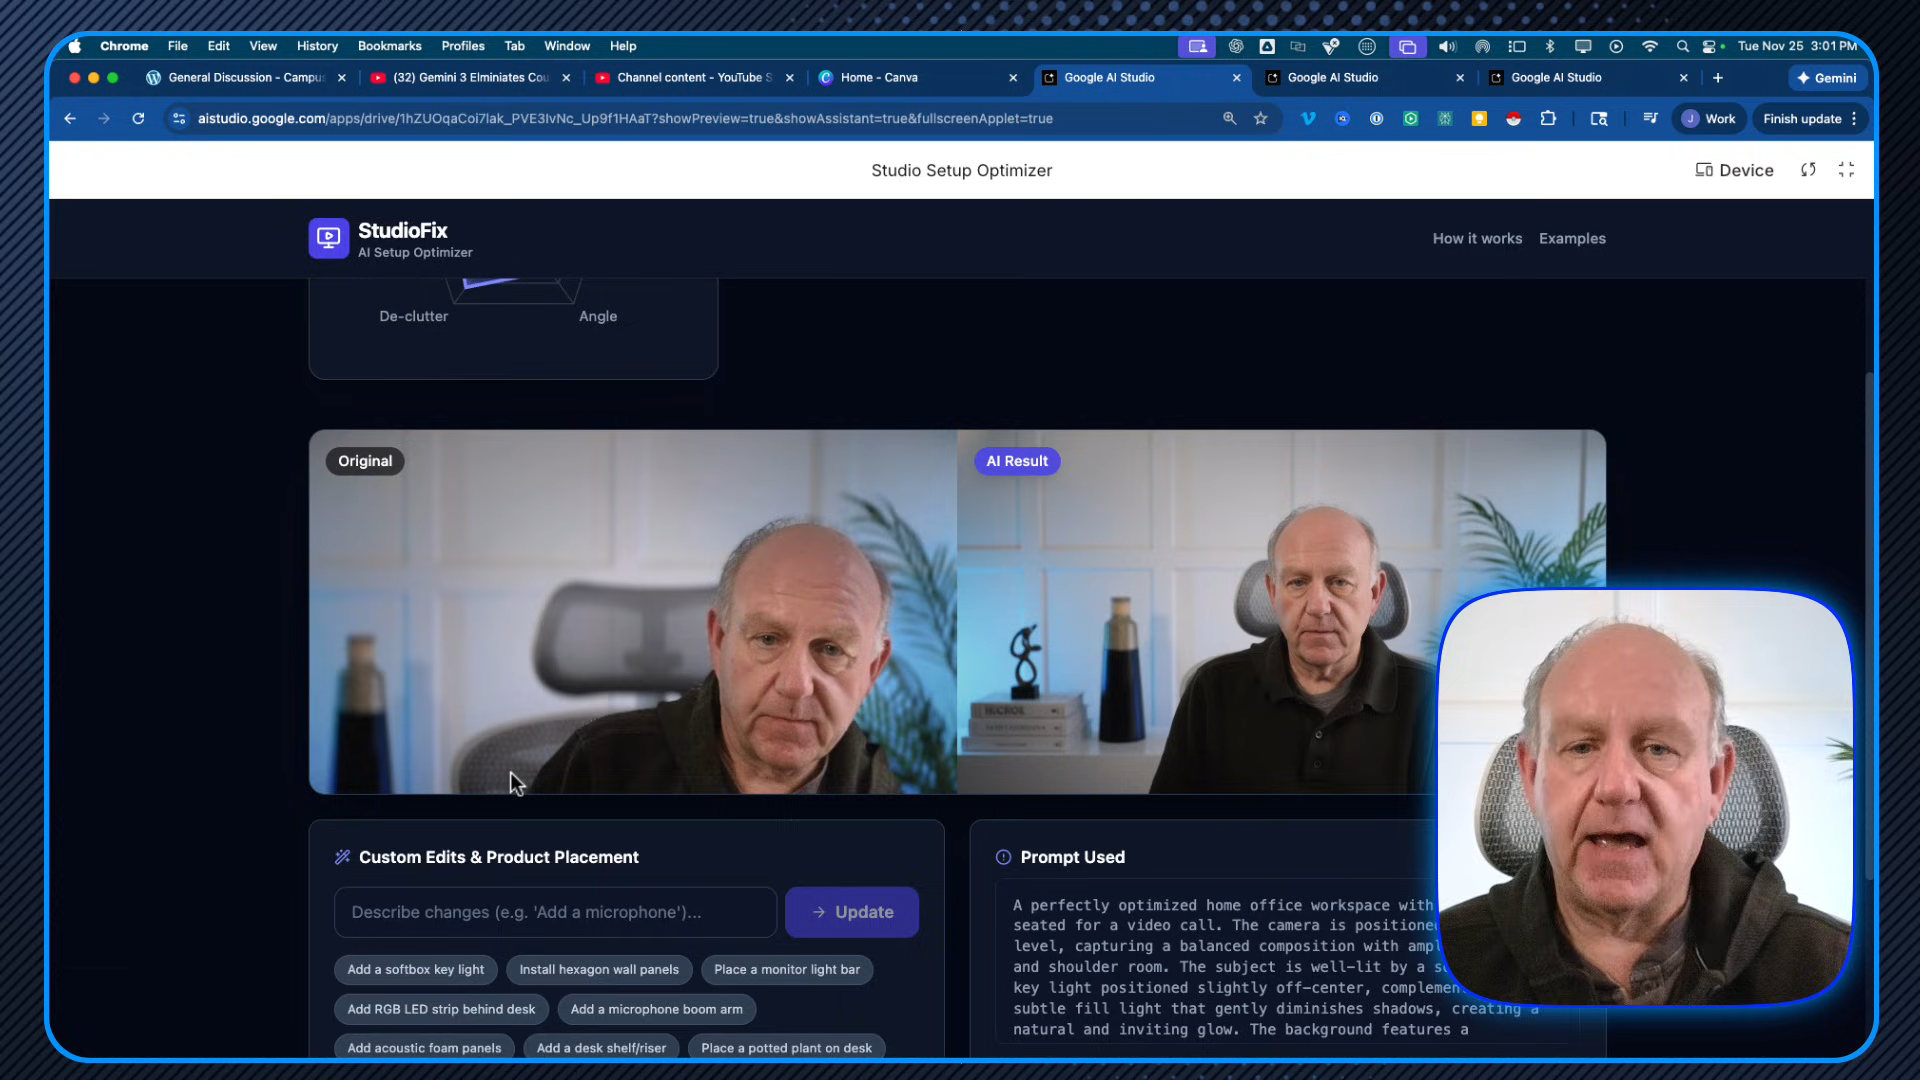 Chrome File Edit View History Bookmarks Profiles Tab Window Help Tue Nov 25 3:01 PM
General Discussion - Campus (32) Gemini 3 Elminiates Cou Channel content - YouTube S Home - Canva Google AI Studio Google AI Studio Google AI Studio Gemini
aistudio.google.com/apps/drive/1hZUOqaCoi7lak_PVE3IvNc_Up9f1HAaT?showPreview=true&showAssistant=true&fullscreenApplet=true J Work Finish update
Studio Setup Optimizer Device
StudioFix
AI Setup Optimizer
How it works Examples
De-clutter Angle
Original AI Result
Custom Edits & Product Placement
Describe changes (e.g. 'Add a microphone')... Update
Add a softbox key light Install hexagon wall panels Place a monitor light bar
Add RGB LED strip behind desk Add a microphone boom arm
Add acoustic foam panels Add a desk shelf/riser Place a potted plant on desk
Prompt Used
A perfectly optimized home office workspace with
seated for a video call. The camera is positione
level, capturing a balanced composition with amp
and shoulder room. The subject is well-lit by a s
key light positioned slightly off-center, complem
subtle fill light that gently diminishes shadows, creating a
natural and inviting glow. The background features a